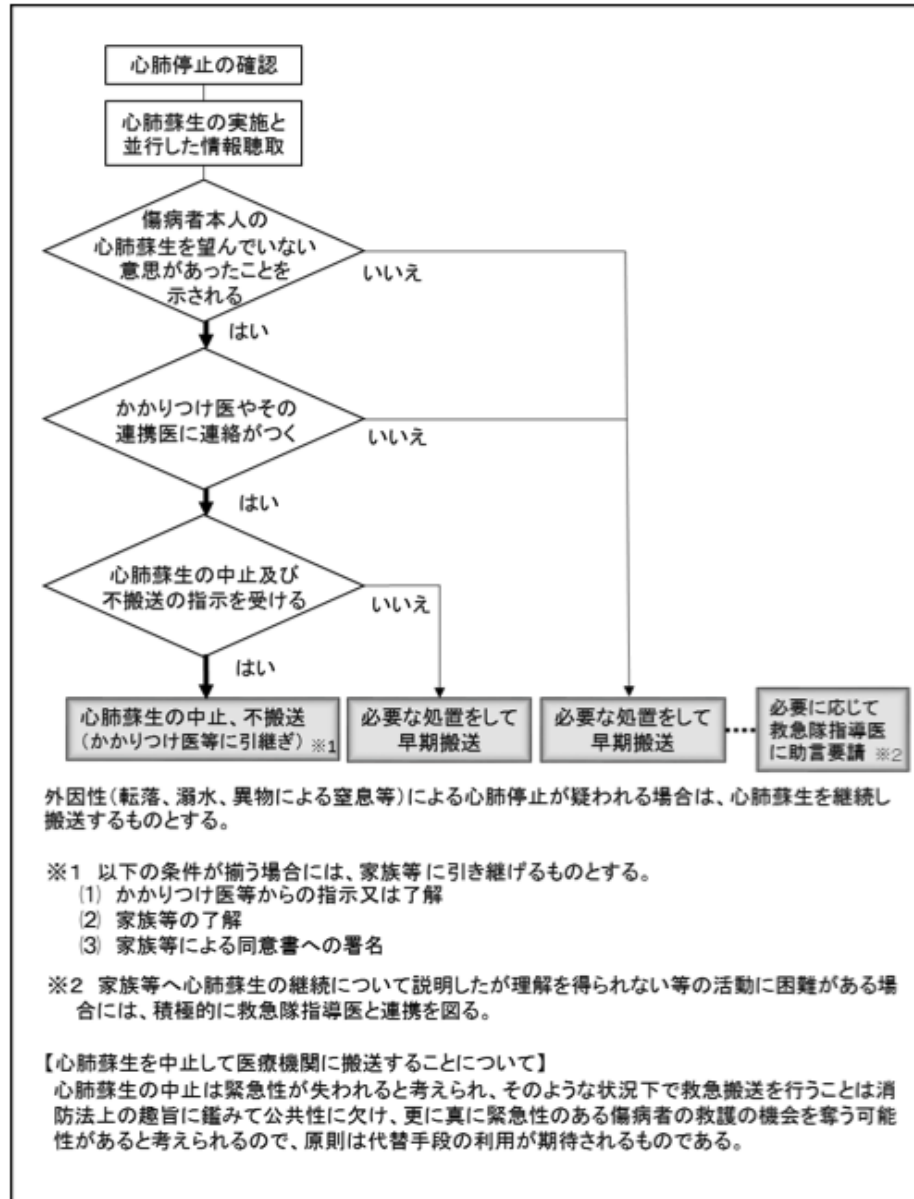 心肺停止の確認
心肺蘇生の実施と
並行した情報聴取
傷病者本人の
心肺蘇生を望んでいない
意思があったことを
示される
いいえ
はい
かかりつけ医やその
連携医に連絡がつく
いいえ
はい
心肺蘇生の中止及び
不搬送の指示を受ける
いいえ
はい
心肺蘇生の中止、不搬送
(かかりつけ医等に引継ぎ) ※1
必要な処置をして
早期搬送
必要な処置をして
早期搬送
必要に応じて
救急隊指導医
に助言要請 ※2
外因性(転落、溺水、異物による窒息等)による心肺停止が疑われる場合は、心肺蘇生を継続し
搬送するものとする。
※1 以下の条件が揃う場合には、家族等に引き継げるものとする。
⑴ かかりつけ医等からの指示又は了解
⑵ 家族等の了解
⑶ 家族等による同意書への署名
※2 家族等へ心肺蘇生の継続について説明したが理解を得られない等の活動に困難がある場
合には、積極的に救急隊指導医と連携を図る。
【心肺蘇生を中止して医療機関に搬送することについて】
心肺蘇生の中止は緊急性が失われると考えられ、そのような状況下で救急搬送を行うことは消
防法上の趣旨に鑑みて公共性に欠け、更に真に緊急性のある傷病者の救護の機会を奪う可能
性があると考えられるので、原則は代替手段の利用が期待されるものである。